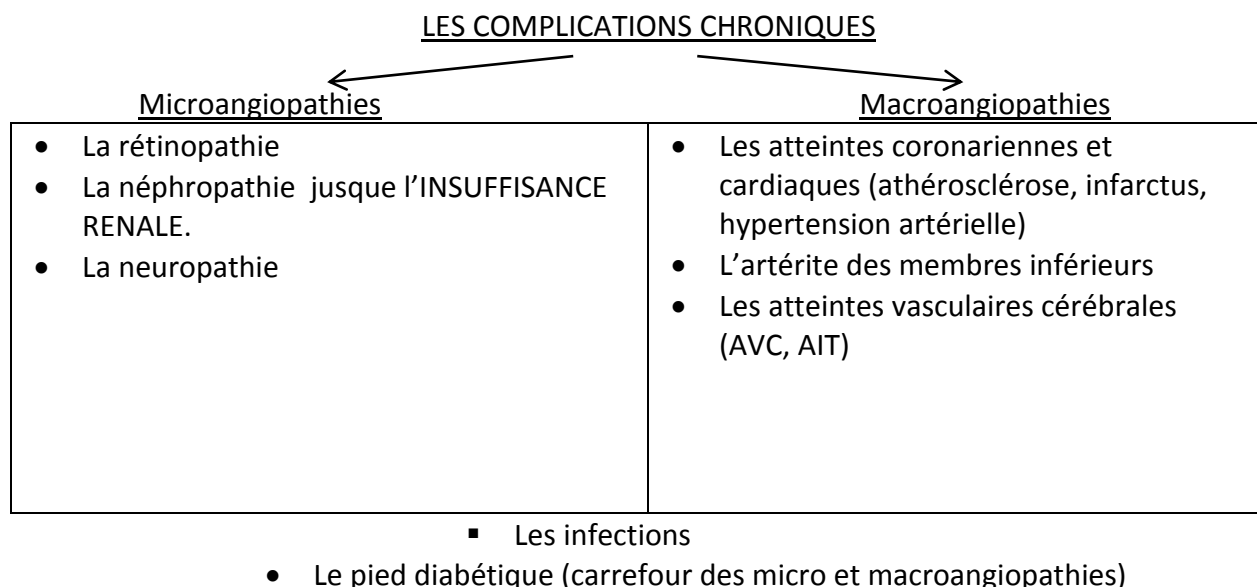 LES COMPLICATIONS CHRONIQUES
Microangiopathies
Macroangiopathies
• La rétinopathie
• La néphropathie jusque l'INSUFFISANCE
RENALE.
• La neuropathie
• Les atteintes coronariennes et
cardiaques (athérosclérose, infarctus,
hypertension artérielle)
• L'artérite des membres inférieurs
• Les atteintes vasculaires cérébrales
(AVC, AIT)
▪ Les infections
• Le pied diabétique (carrefour des micro et macroangiopathies)